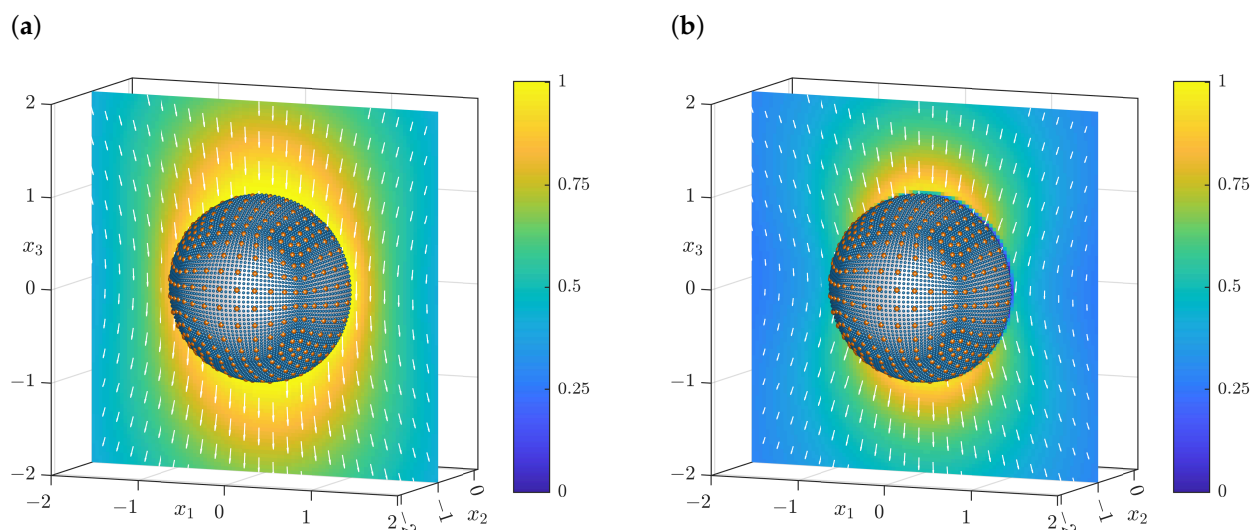 (a) (b)
2 1 2 1
1 0.75 1 0.75
x₃ x₃
0 0.5 0 0.5
−1 0.25 −1 0.25
−2 0 0 −2 0 0
−2 −1 x₁ 0 1 2 −1 x₂ −2 −1 x₁ 0 1 2 −1 x₂